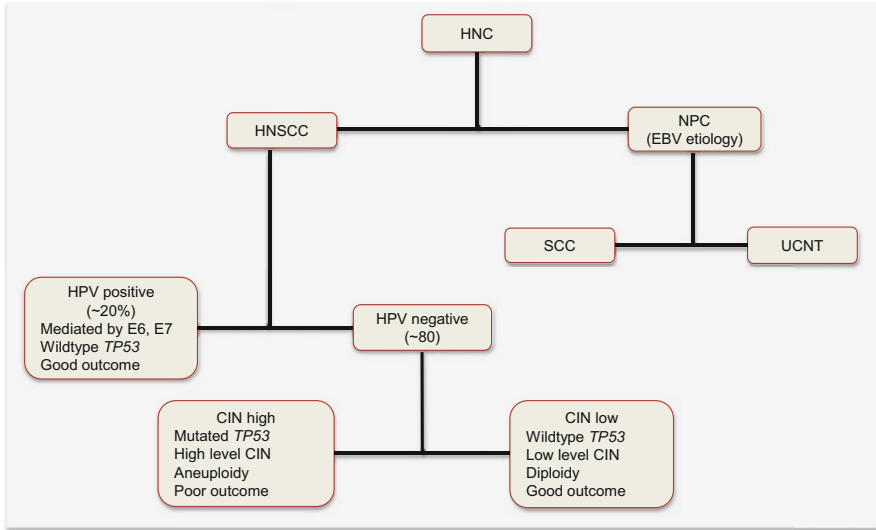 HNC
HNSCC
NPC
(EBV etiology)
SCC
UCNT
HPV positive
(~20%)
Mediated by E6, E7
Wildtype TP53
Good outcome
HPV negative
(~80)
CIN high
Mutated TP53
High level CIN
Aneuploidy
Poor outcome
CIN low
Wildtype TP53
Low level CIN
Diploidy
Good outcome